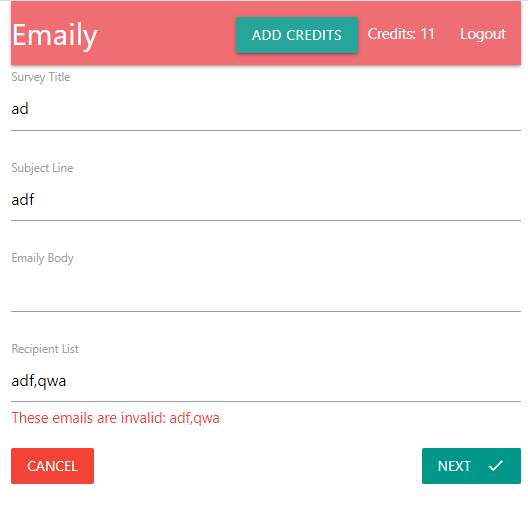 Emaily ADD CREDITS Credits: 11 Logout
Survey Title
ad
Subject Line
adf
Emaily Body
Recipient List
adf,qwa
These emails are invalid: adf,qwa
CANCEL NEXT